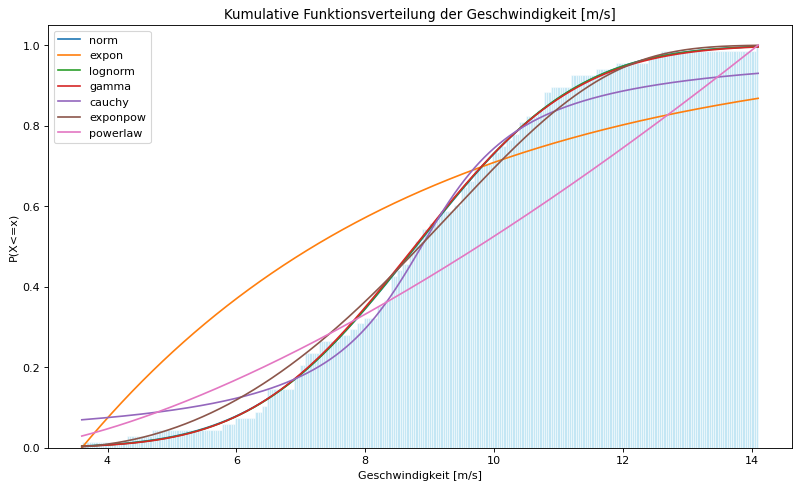 Kumulative Funktionsverteilung der Geschwindigkeit [m/s]
norm
expon
lognorm
gamma
cauchy
exponpow
powerlaw
1.0
0.8
0.6
0.4
0.2
0.0
P(X<=x)
4 6 8 10 12 14
Geschwindigkeit [m/s]